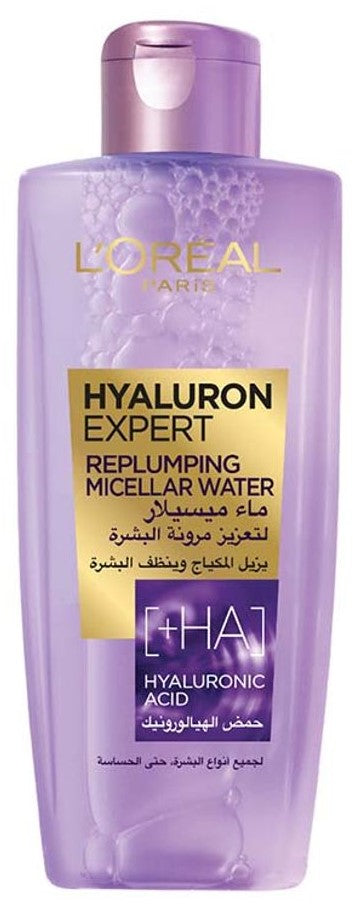 L'ORÉAL
PARIS
HYALURON
EXPERT
REPLUMPING
MICELLAR WATER
ماء ميسيلار
لتعزيز مرونة البشرة
يزيل المكياج وينظف البشرة
[+HA]
HYALURONIC
ACID
حمض الهيالورونيك
لجميع أنواع البشرة، حتى الحساسة